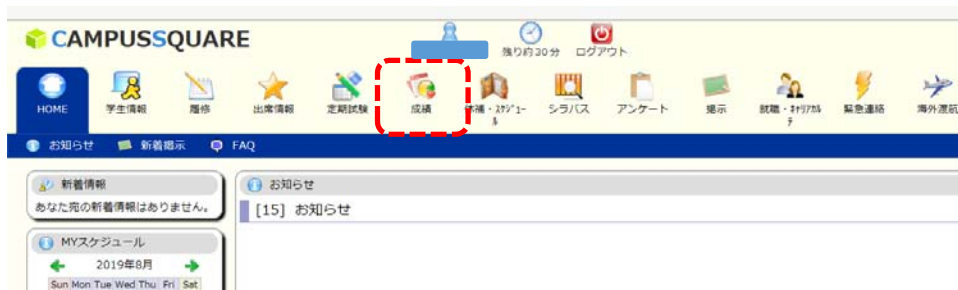 CAMPUSSQUARE
残り約30分 ログアウト
HOME 学生情報 履修 出席情報 定期試験 成績 休補・スケジュール シラバス アンケート 掲示 就職・キャリアカルテ 緊急連絡 海外渡航
お知らせ 新着掲示 FAQ
新着情報
あなた宛の新着情報はありません。
お知らせ
[15] お知らせ
MYスケジュール
2019年8月
Sun Mon Tue Wed Thu Fri Sat